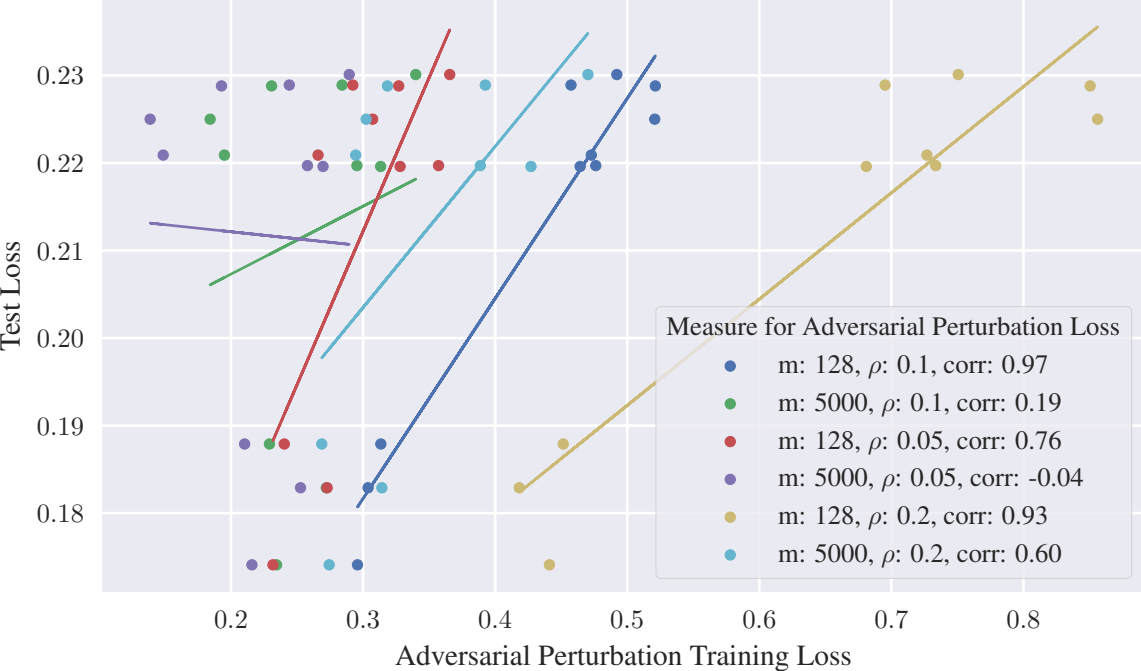 0.23
0.22
0.21
0.20
0.19
0.18
Test Loss
Measure for Adversarial Perturbation Loss
m: 128, ρ: 0.1, corr: 0.97
m: 5000, ρ: 0.1, corr: 0.19
m: 128, ρ: 0.05, corr: 0.76
m: 5000, ρ: 0.05, corr: -0.04
m: 128, ρ: 0.2, corr: 0.93
m: 5000, ρ: 0.2, corr: 0.60
0.2 0.3 0.4 0.5 0.6 0.7 0.8
Adversarial Perturbation Training Loss